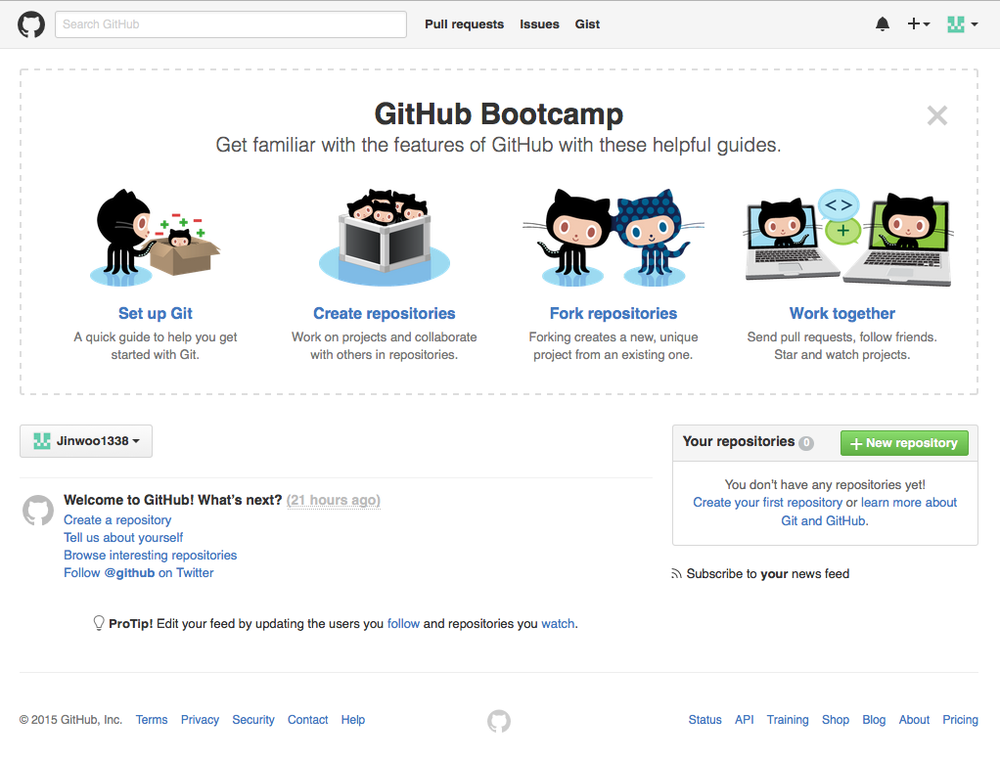 Search GitHub
Pull requests Issues Gist
GitHub Bootcamp
Get familiar with the features of GitHub with these helpful guides.
Set up Git
A quick guide to help you get
started with Git.
Create repositories
Work on projects and collaborate
with others in repositories.
Fork repositories
Forking creates a new, unique
project from an existing one.
Work together
Send pull requests, follow friends.
Star and watch projects.
Jinwoo1338
Welcome to GitHub! What's next? (21 hours ago)
Create a repository
Tell us about yourself
Browse interesting repositories
Follow @github on Twitter
ProTip! Edit your feed by updating the users you follow and repositories you watch.
Your repositories 0
New repository
You don't have any repositories yet!
Create your first repository or learn more about
Git and GitHub.
Subscribe to your news feed
© 2015 GitHub, Inc. Terms Privacy Security Contact Help
Status API Training Shop Blog About Pricing